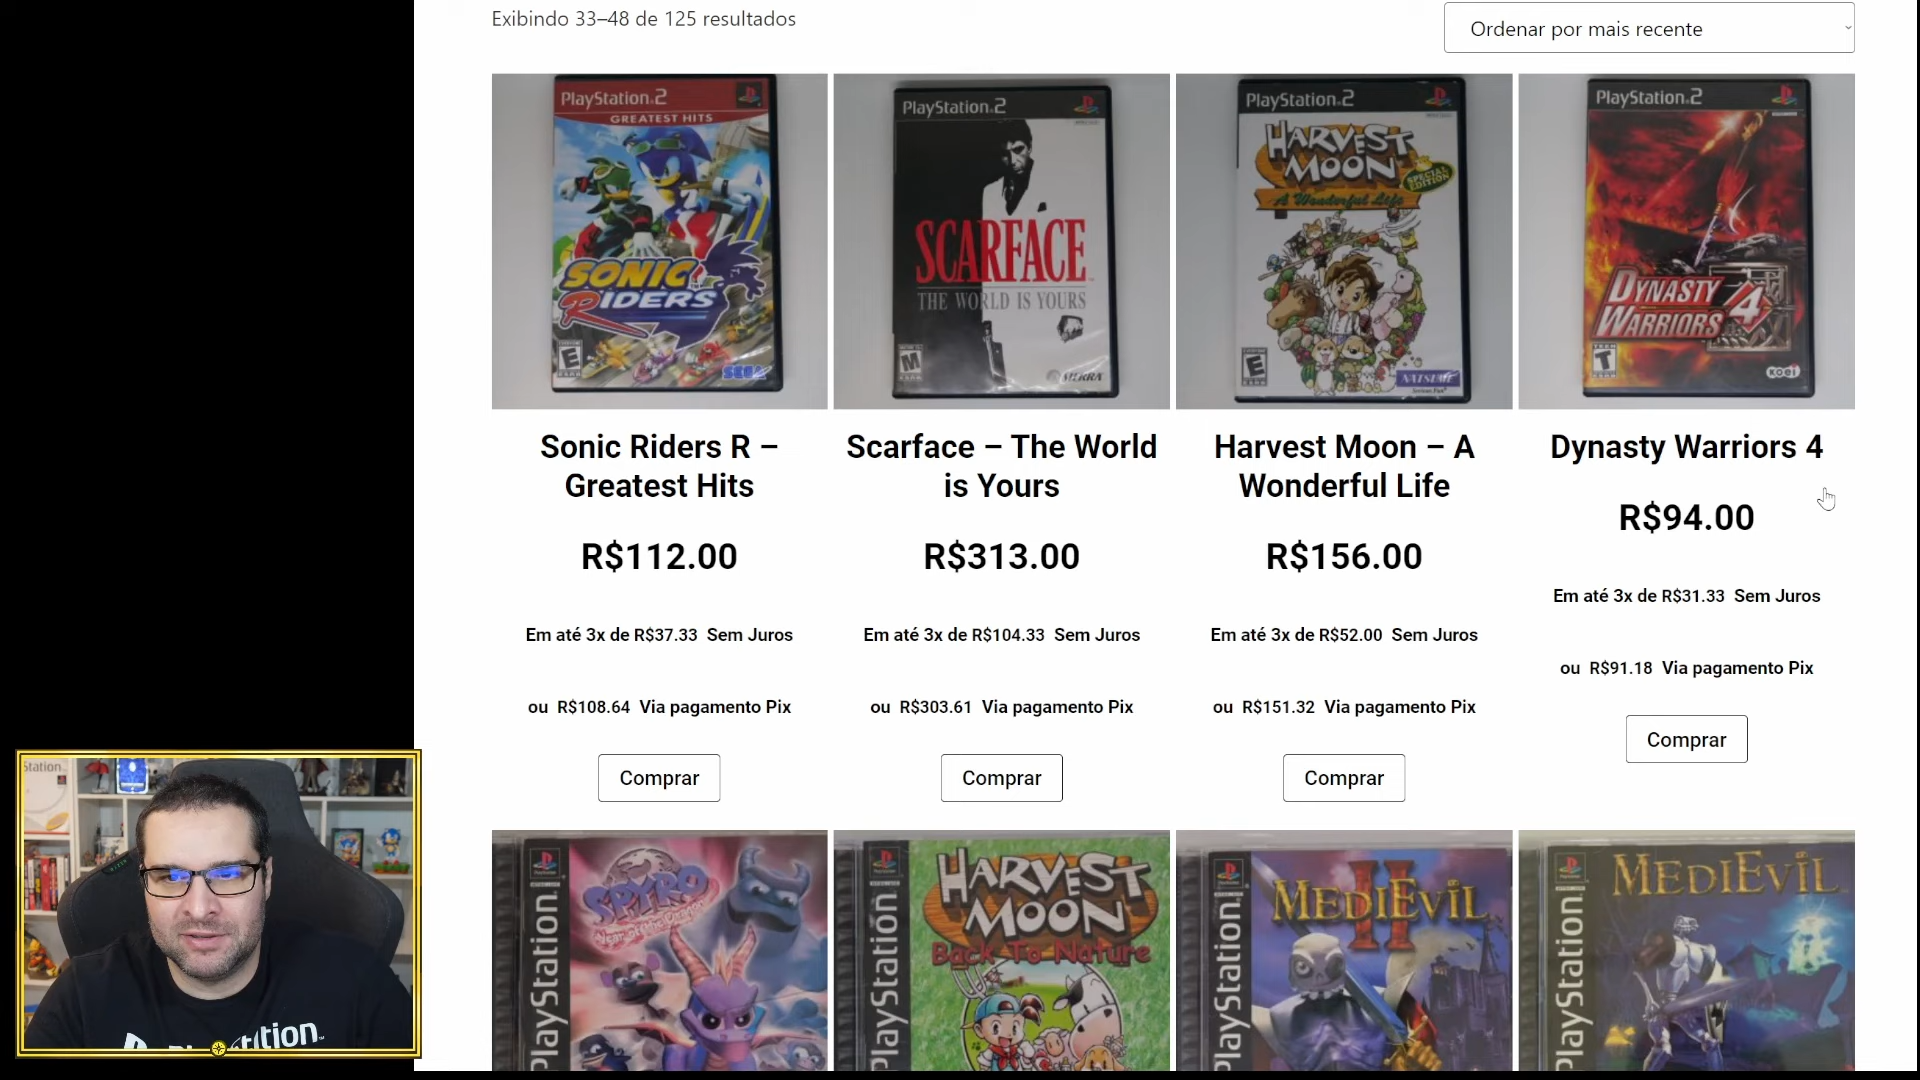 Exibindo 33–48 de 125 resultados
Ordenar por mais recente
PlayStation.2
GREATEST HITS
SONIC
RIDERS
E
SEGA
PlayStation.2
SCARFACE
THE WORLD IS YOURS
M
SIERRA
PlayStation.2
HARVEST
MOON
SPECIAL
EDITION
A Wonderful Life
E
NATSUME
PlayStation.2
DYNASTY
WARRIORS 4
T
KOEI
Sonic Riders R –
Greatest Hits
R$112.00
Em até 3x de R$37.33 Sem Juros
ou R$108.64 Via pagamento Pix
Comprar
Scarface – The World
is Yours
R$313.00
Em até 3x de R$104.33 Sem Juros
ou R$303.61 Via pagamento Pix
Comprar
Harvest Moon – A
Wonderful Life
R$156.00
Em até 3x de R$52.00 Sem Juros
ou R$151.32 Via pagamento Pix
Comprar
Dynasty Warriors 4
R$94.00
Em até 3x de R$31.33 Sem Juros
ou R$91.18 Via pagamento Pix
Comprar
PlayStation
SPYRO
Year of the Dragon
PlayStation
HARVEST
MOON
Back To Nature
PlayStation
MEDIEVIL
II
PlayStation
MEDIEVIL
Station